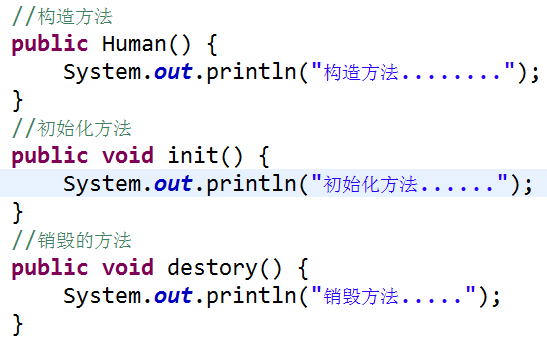 //构造方法
public Human() {
    System.out.println("构造方法........");
}
//初始化方法
public void init() {
    System.out.println("初始化方法......");
}
//销毁的方法
public void destory() {
    System.out.println("销毁方法.....");
}